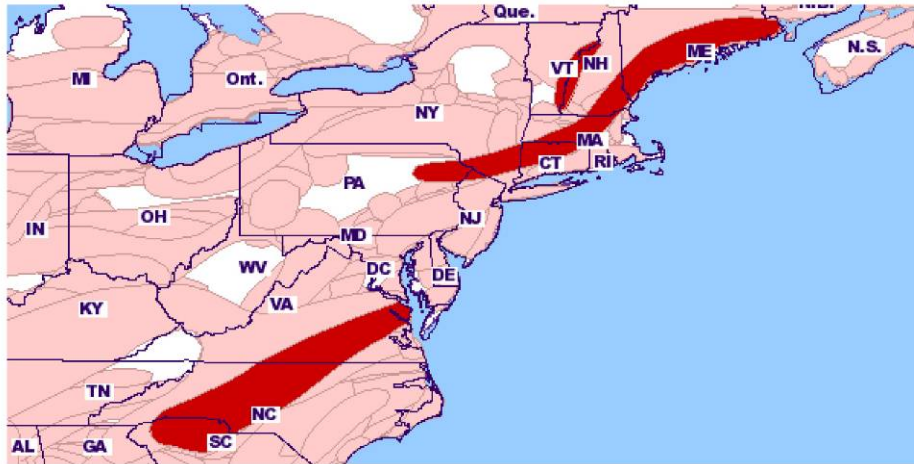 Que.
N.B.
MI
Ont.
VT
NH
ME
N.S.
NY
MA
CT
RI
PA
OH
NJ
IN
MD
WV
DC
DE
VA
KY
TN
NC
AL
GA
SC